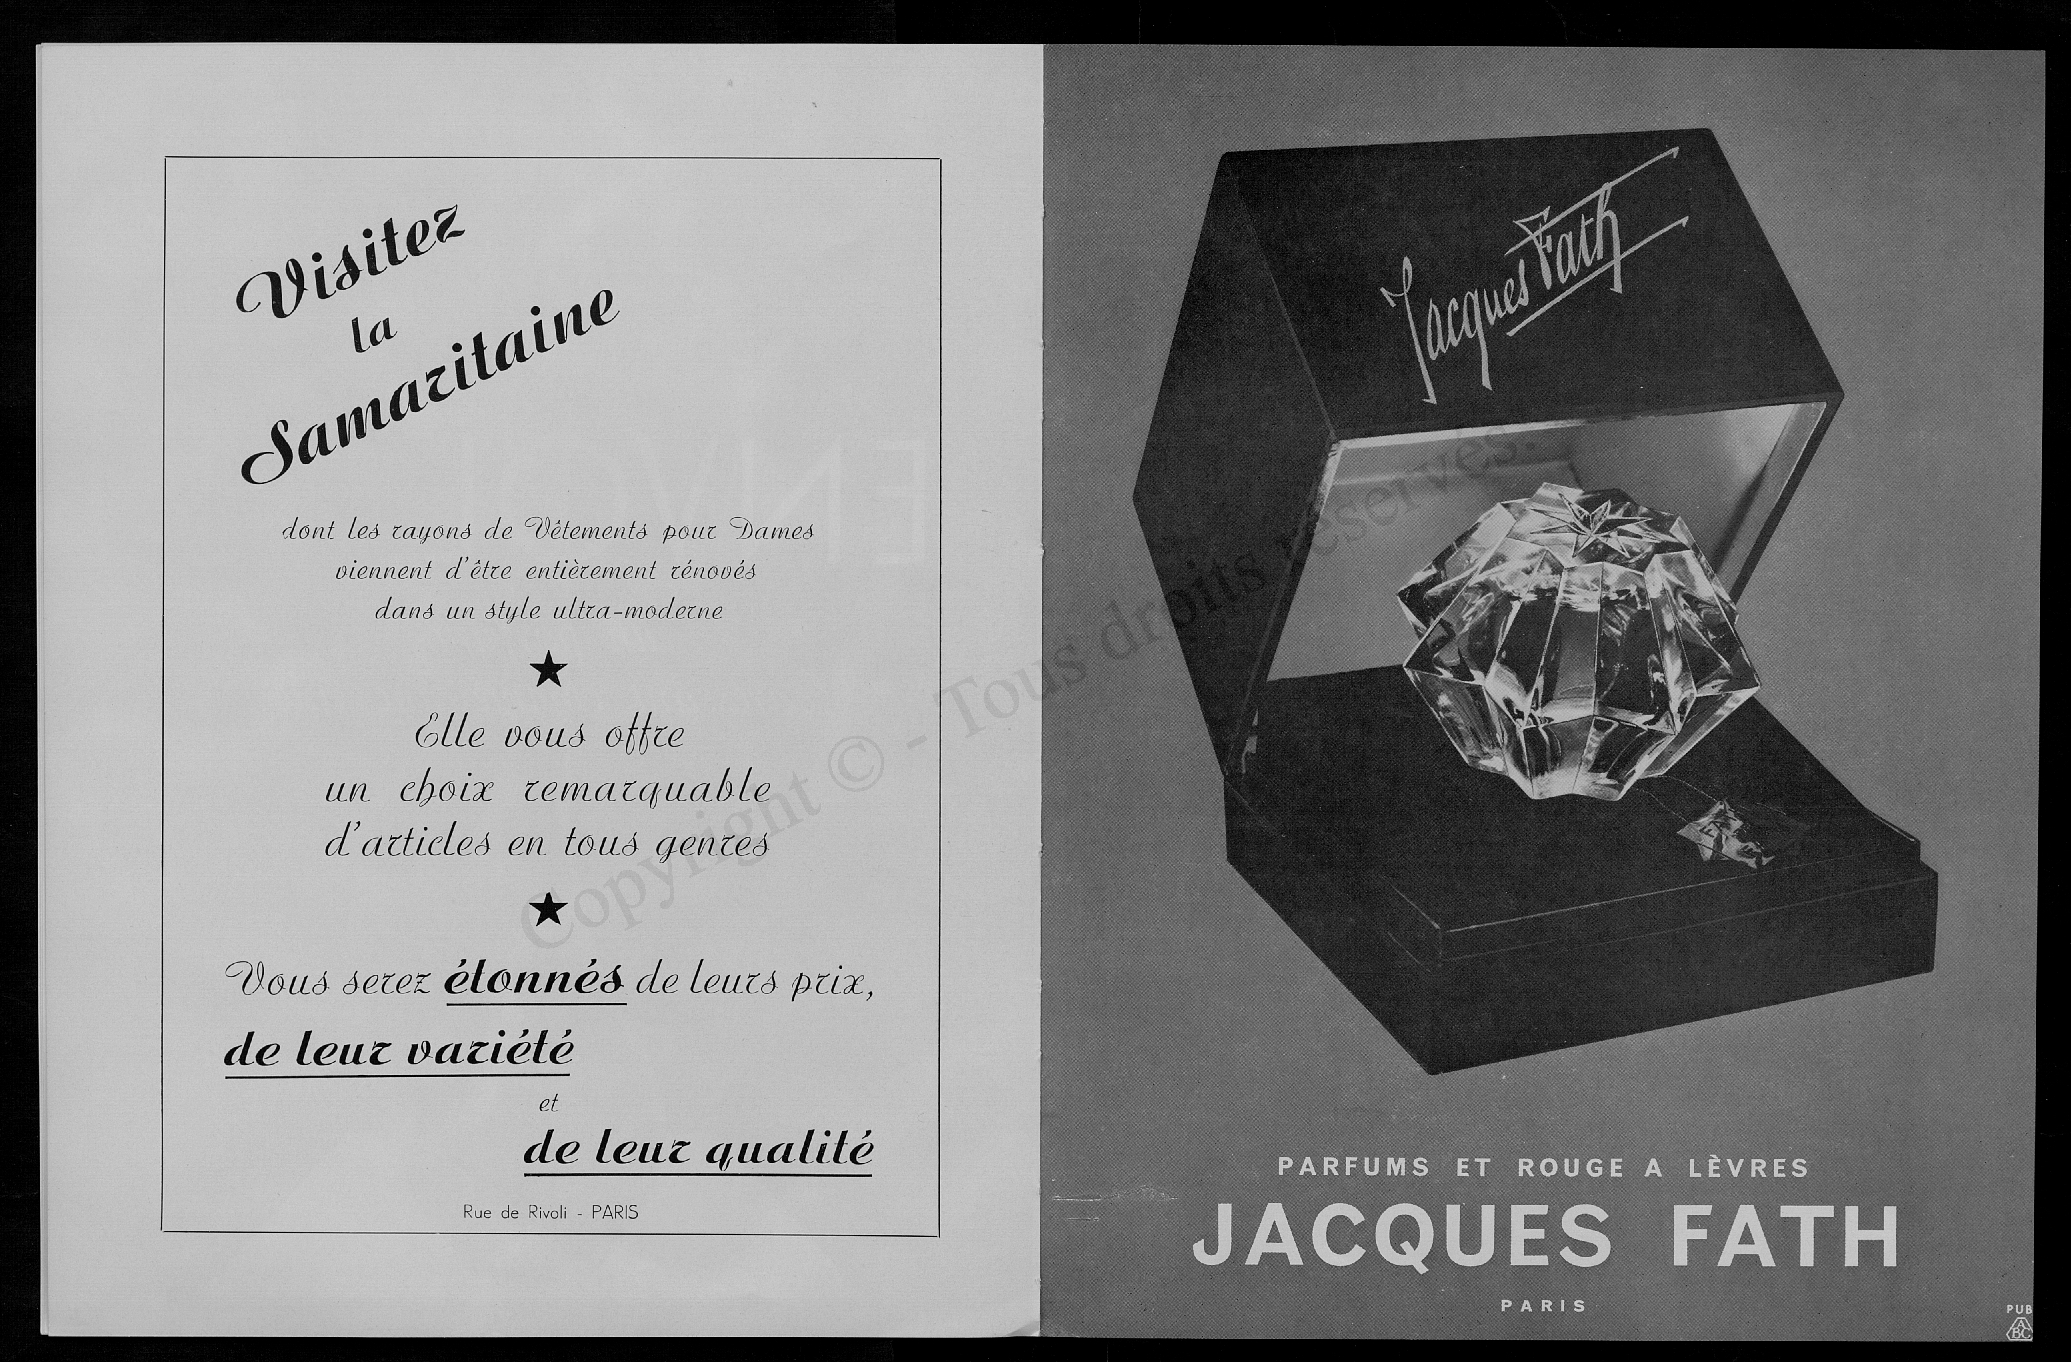 Visitez
la
Samaritaine
dont les rayons de Vêtements pour Dames
viennent d'être entièrement rénovés
dans un style ultra-moderne
Elle vous offre
un choix remarquable
d'articles en tous genres
Vous serez étonnés de leurs prix,
de leur variété
et
de leur qualité
Rue de Rivoli - PARIS
Jacques Fath
PARFUMS ET ROUGE A LÈVRES
JACQUES FATH
PARIS
PUB
ABC
Copyright © - Tous droits réservés.